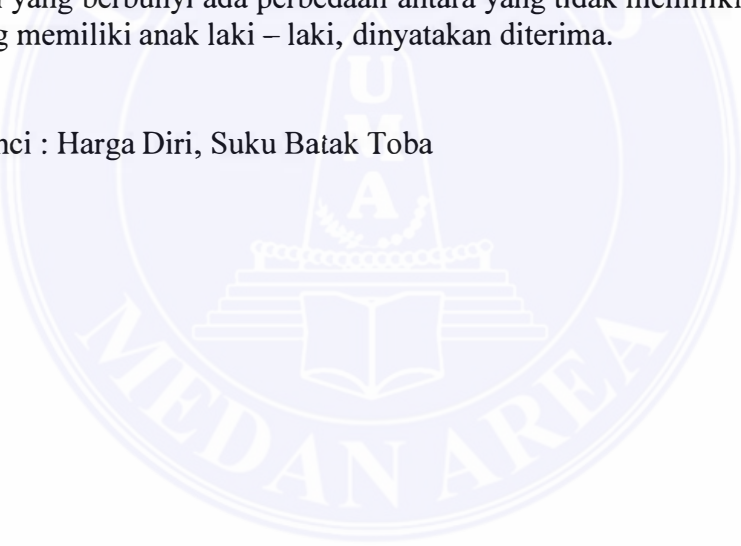 yang berbunyi ada perbedaan antara yang tidak memiliki
memiliki anak laki – laki, dinyatakan diterima.
: Harga Diri, Suku Batak Toba
UMA
MEDAN AREA